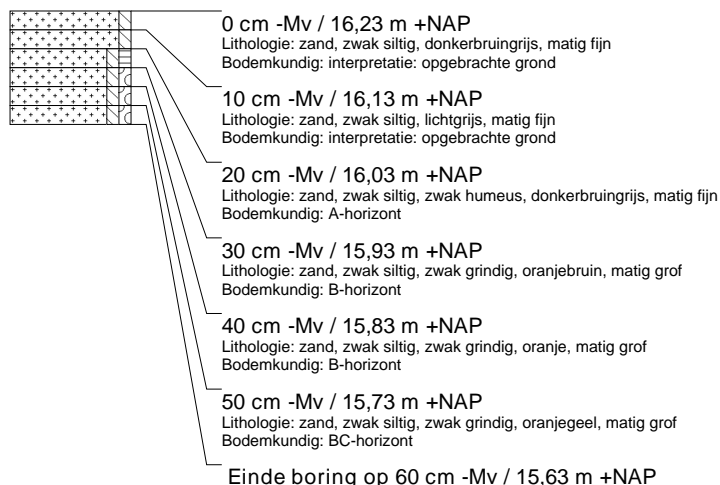 0 cm -Mv / 16,23 m +NAP
Lithologie: zand, zwak siltig, donkerbruingrijs, matig fijn
Bodemkundig: interpretatie: opgebrachte grond
10 cm -Mv / 16,13 m +NAP
Lithologie: zand, zwak siltig, lichtgrijs, matig fijn
Bodemkundig: interpretatie: opgebrachte grond
20 cm -Mv / 16,03 m +NAP
Lithologie: zand, zwak siltig, zwak humeus, donkerbruingrijs, matig fijn
Bodemkundig: A-horizont
30 cm -Mv / 15,93 m +NAP
Lithologie: zand, zwak siltig, zwak grindig, oranjebruin, matig grof
Bodemkundig: B-horizont
40 cm -Mv / 15,83 m +NAP
Lithologie: zand, zwak siltig, zwak grindig, oranje, matig grof
Bodemkundig: B-horizont
50 cm -Mv / 15,73 m +NAP
Lithologie: zand, zwak siltig, zwak grindig, oranjegeel, matig grof
Bodemkundig: BC-horizont
Einde boring op 60 cm -Mv / 15,63 m +NAP